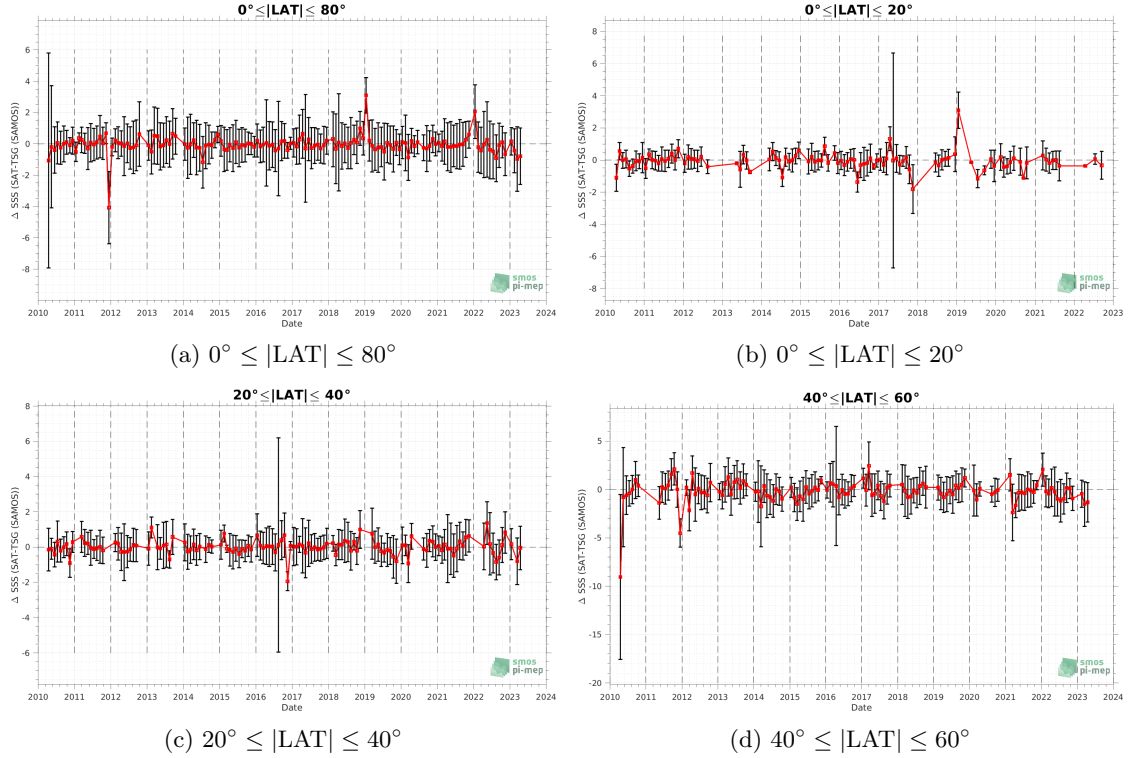 0°≤|LAT|≤ 80°
Δ SSS (SAT-TSG (SAMOS))
6
4
2
0
-2
-4
-6
-8
2010 2011 2012 2013 2014 2015 2016 2017 2018 2019 2020 2021 2022 2023 2024
Date
smos
pi-mep
(a) 0° ≤ |LAT| ≤ 80°
0°≤|LAT|≤ 20°
Δ SSS (SAT-TSG (SAMOS))
8
6
4
2
0
-2
-4
-6
-8
2010 2011 2012 2013 2014 2015 2016 2017 2018 2019 2020 2021 2022 2023
Date
smos
pi-mep
(b) 0° ≤ |LAT| ≤ 20°
20°≤|LAT|≤ 40°
Δ SSS (SAT-TSG (SAMOS))
8
6
4
2
0
-2
-4
-6
2010 2011 2012 2013 2014 2015 2016 2017 2018 2019 2020 2021 2022 2023 2024
Date
smos
pi-mep
(c) 20° ≤ |LAT| ≤ 40°
40°≤|LAT|≤ 60°
Δ SSS (SAT-TSG (SAMOS))
5
0
-5
-10
-15
-20
2010 2011 2012 2013 2014 2015 2016 2017 2018 2019 2020 2021 2022 2023 2024
Date
smos
pi-mep
(d) 40° ≤ |LAT| ≤ 60°